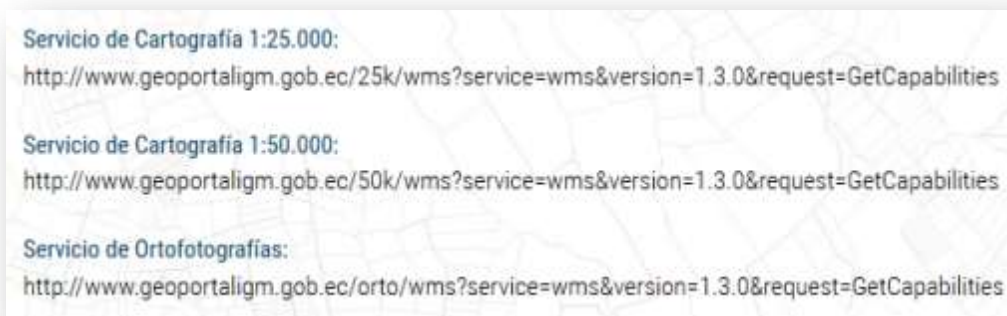 Servicio de Cartografía 1:25.000:
http://www.geoportaligm.gob.ec/25k/wms?service=wms&version=1.3.0&request=GetCapabilities
Servicio de Cartografía 1:50.000:
http://www.geoportaligm.gob.ec/50k/wms?service=wms&version=1.3.0&request=GetCapabilities
Servicio de Ortofotografías:
http://www.geoportaligm.gob.ec/orto/wms?service=wms&version=1.3.0&request=GetCapabilities